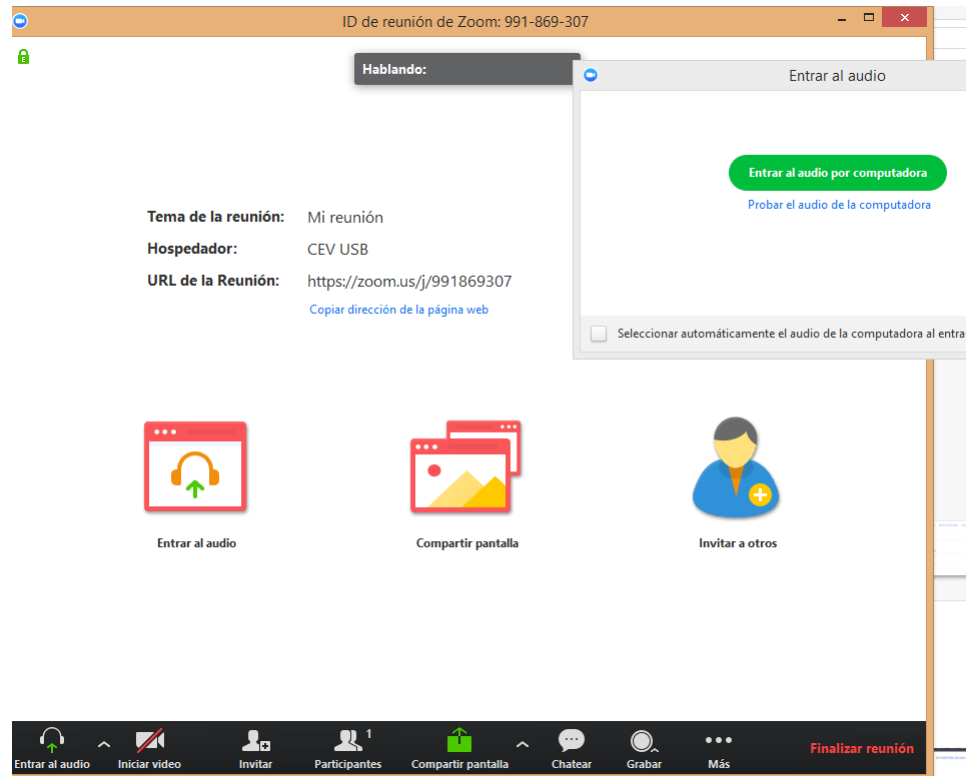 ID de reunión de Zoom: 991-869-307
Hablando:
Entrar al audio
Entrar al audio por computadora
Probar el audio de la computadora
Seleccionar automáticamente el audio de la computadora al entra
Tema de la reunión: Mi reunión
Hospedador: CEV USB
URL de la Reunión: https://zoom.us/j/991869307
Copiar dirección de la página web
Entrar al audio
Compartir pantalla
Invitar a otros
Entrar al audio
Iniciar video
Invitar
Participantes 1
Compartir pantalla
Chatear
Grabar
Más
Finalizar reunión